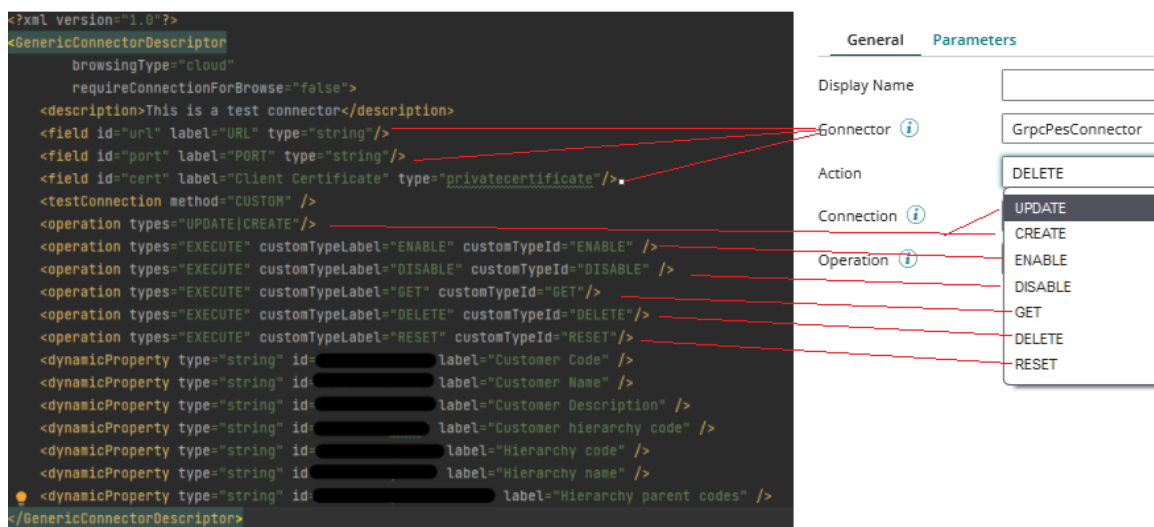 <?xml version="1.0"?>
<GenericConnectorDescriptor
browsingType="cloud"
requireConnectionForBrowse="false">
<description>This is a test connector</description>
<field id="url" label="URL" type="string"/>
<field id="port" label="PORT" type="string"/>
<field id="cert" label="Client Certificate" type="privatecertificate"/>
<testConnection method="CUSTOM" />
<operation types="UPDATE|CREATE"/>
<operation types="EXECUTE" customTypeLabel="ENABLE" customTypeId="ENABLE" />
<operation types="EXECUTE" customTypeLabel="DISABLE" customTypeId="DISABLE" />
<operation types="EXECUTE" customTypeLabel="GET" customTypeId="GET"/>
<operation types="EXECUTE" customTypeLabel="DELETE" customTypeId="DELETE"/>
<operation types="EXECUTE" customTypeLabel="RESET" customTypeId="RESET"/>
<dynamicProperty type="string" id= label="Customer Code" />
<dynamicProperty type="string" id= label="Customer Name" />
<dynamicProperty type="string" id= label="Customer Description" />
<dynamicProperty type="string" id= label="Customer hierarchy code" />
<dynamicProperty type="string" id label="Hierarchy code" />
<dynamicProperty type="string" id label="Hierarchy name" />
<dynamicProperty type="string" id label="Hierarchy parent codes" />
</GenericConnectorDescriptor>
General Parameters
Display Name
Connector i GrpcPesConnector
Action DELETE
Connection i
Operation i
UPDATE
CREATE
ENABLE
DISABLE
GET
DELETE
RESET